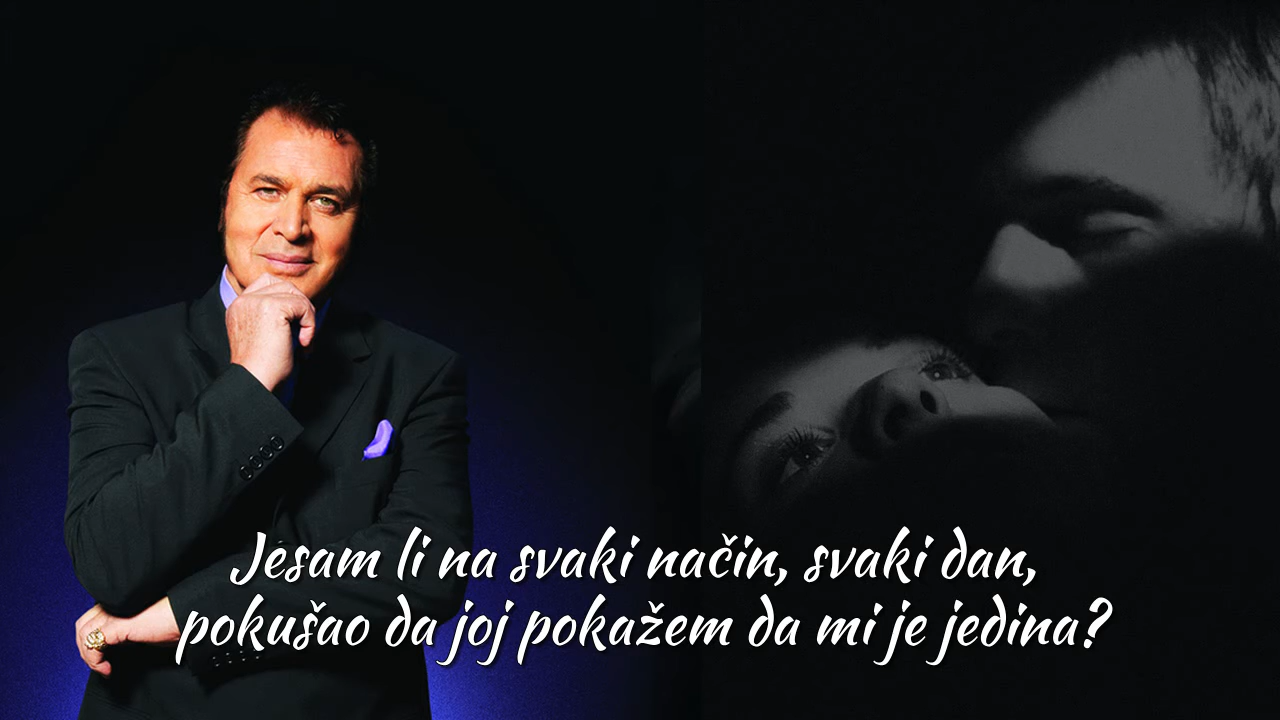 Jesam li na svaki način, svaki dan,
pokušao da joj pokažem da mi je jedina?